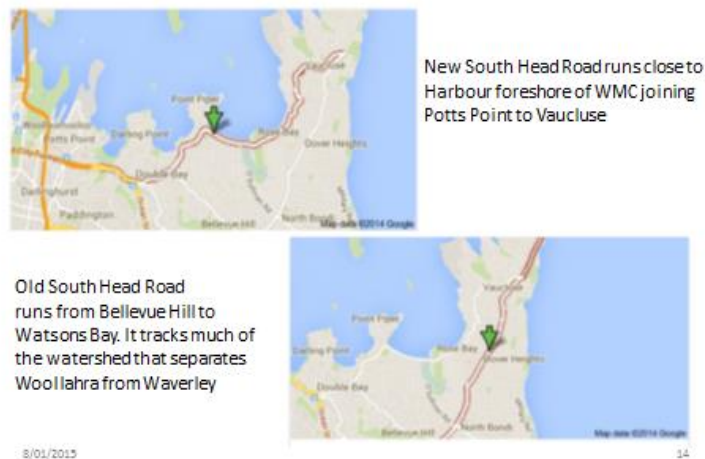 Vaucluse
Point Piper
Woolloomooloo
Potts Point
Darling Point
Rose Bay
Dover Heights
Double Bay
Darlinghurst
Paddington
Bellevue Hill
North Bondi
Map data ©2014 Google
New South Head Road runs close to
Harbour foreshore of WMC joining
Potts Point to Vaucluse
Old South Head Road
runs from Bellevue Hill to
Watsons Bay. It tracks much of
the watershed that separates
Woollahra from Waverley
Vaucluse
Point Piper
Darling Point
Rose Bay
Dover Heights
Double Bay
Bellevue Hill
North Bondi
Map data ©2014 Google
8/01/2015
14